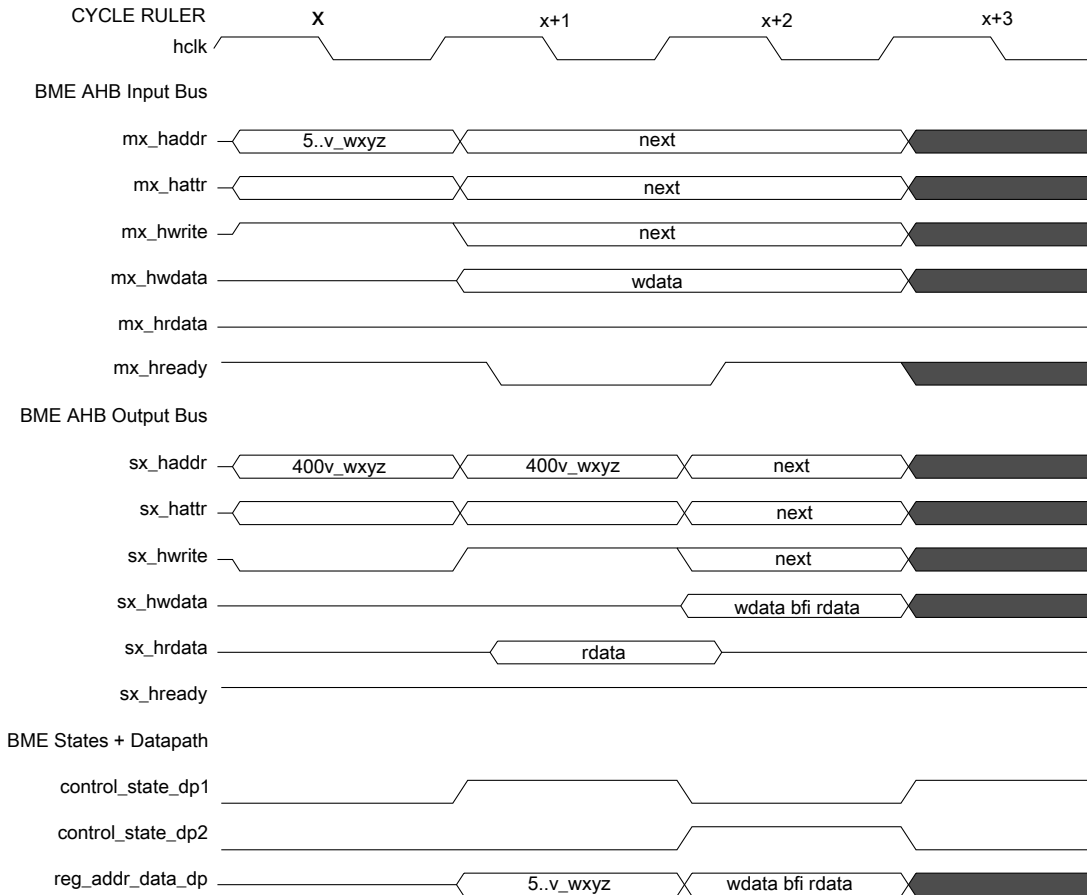 CYCLE RULER x x+1 x+2 x+3
hclk
BME AHB Input Bus
mx_haddr 5..v_wxyz next
mx_hattr next
mx_hwrite next
mx_hwdata wdata
mx_hrdata
mx_hready
BME AHB Output Bus
sx_haddr 400v_wxyz 400v_wxyz next
sx_hattr next
sx_hwrite next
sx_hwdata wdata bfi rdata
sx_hrdata rdata
sx_hready
BME States + Datapath
control_state_dp1
control_state_dp2
reg_addr_data_dp 5..v_wxyz wdata bfi rdata